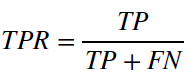 TPR = TP / TP + FN